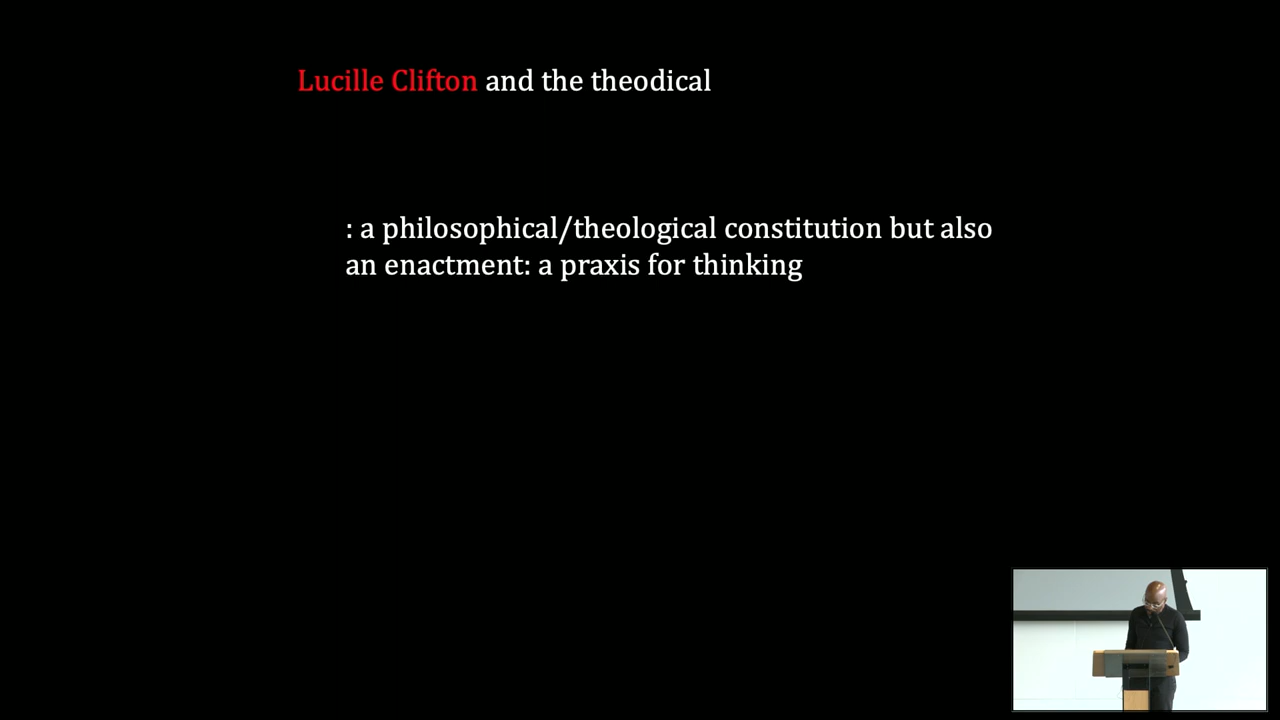 Lucille Clifton and the theodical
: a philosophical/theological constitution but also
an enactment: a praxis for thinking